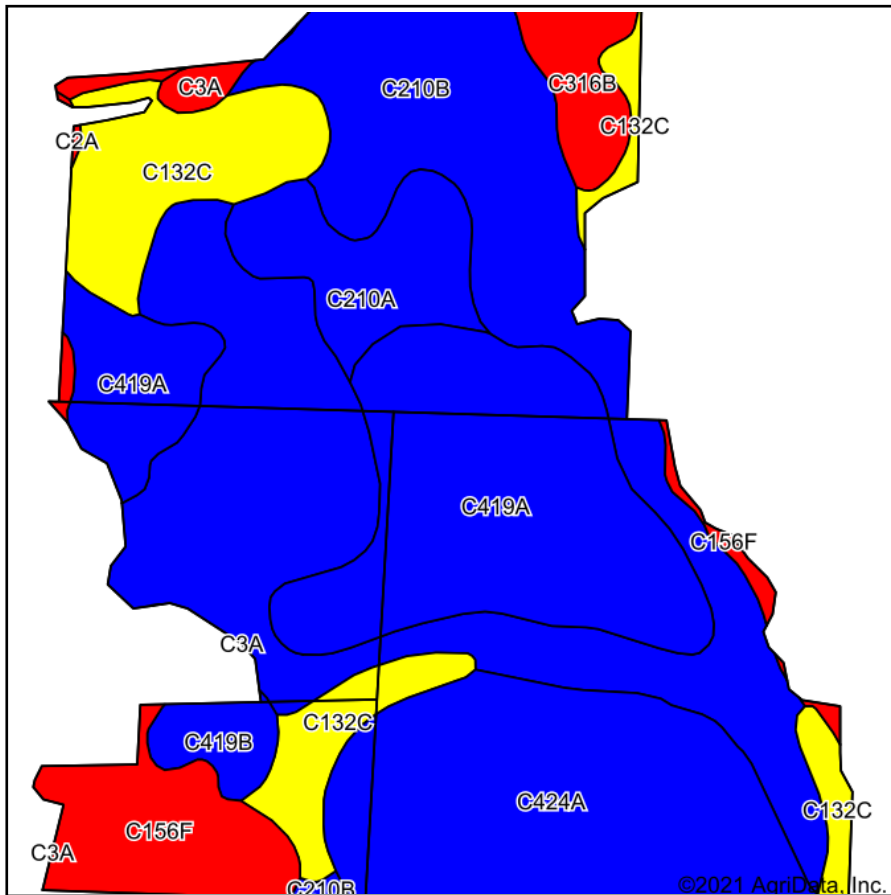 C3A
C210B
C316B
C132C
C2A
C132C
C210A
C419A
C419A
C156F
C3A
C132C
C419B
C424A
C132C
C156F
C3A
C210B
©2021 AgriData, Inc.